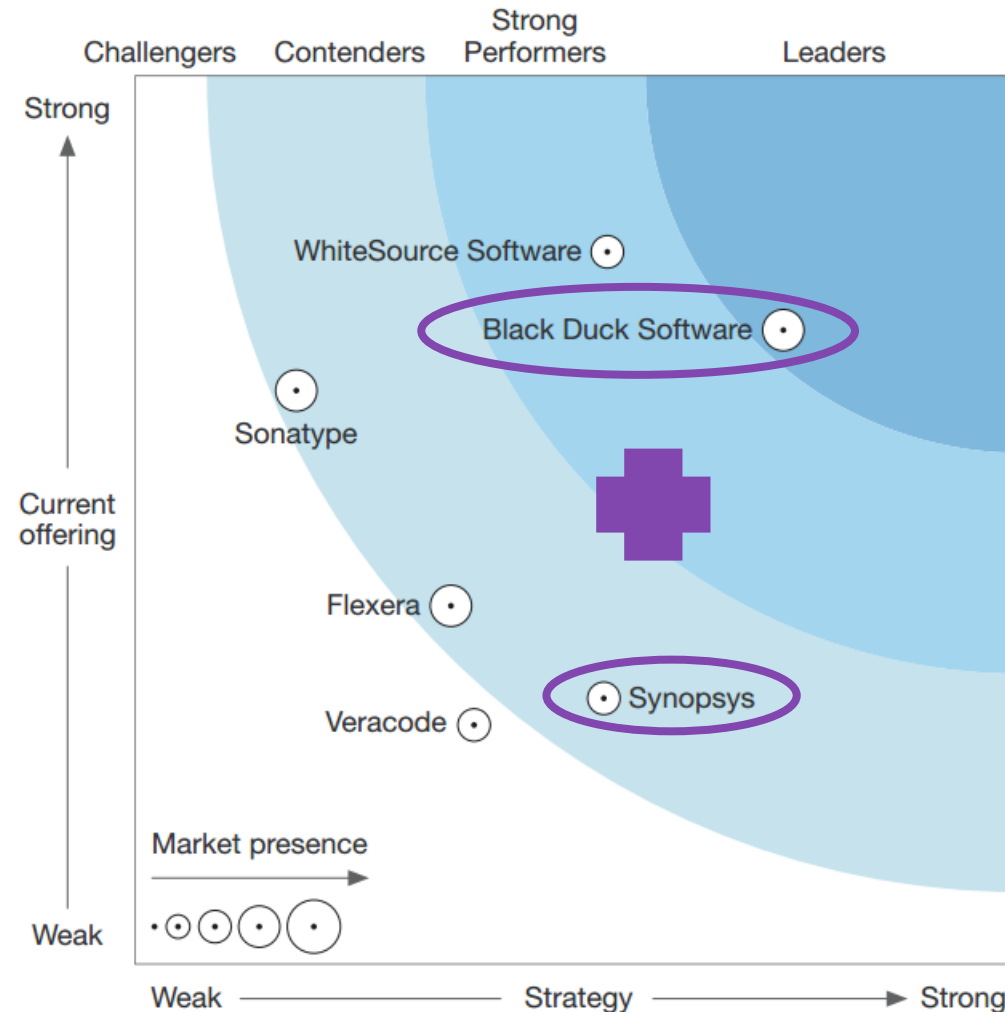 Challengers
Contenders
Strong
Performers
Leaders
Strong
WhiteSource Software
Black Duck Software
Sonatype
Current
offering
Flexera
Synopsys
Veracode
Market presence
Weak
Weak
Strategy
Strong